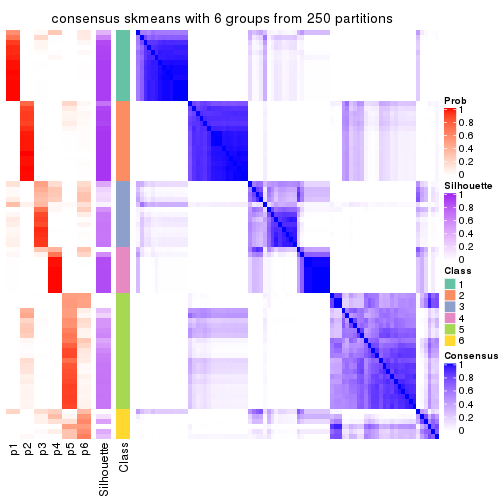 consensus skmeans with 6 groups from 250 partitions
Prob
1
0.8
0.6
0.4
0.2
0
Silhouette
1
0.8
0.6
0.4
0.2
0
Class
1
2
3
4
5
6
Consensus
1
0.8
0.6
0.4
0.2
0
p1
p2
p3
p4
p5
p6
Silhouette
Class